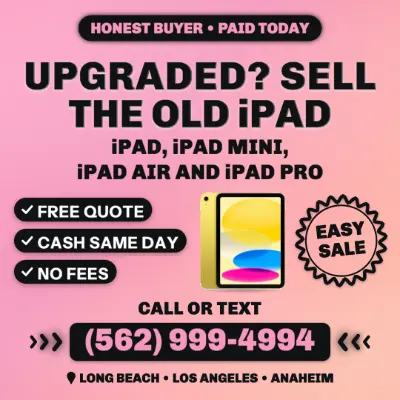 HONEST BUYER • PAID TODAY
UPGRADED? SELL
THE OLD iPAD
iPAD, iPAD MINI,
iPAD AIR AND iPAD PRO
✓ FREE QUOTE
✓ CASH SAME DAY
✓ NO FEES
EASY
SALE
CALL OR TEXT
(562) 999-4994
LONG BEACH • LOS ANGELES • ANAHEIM